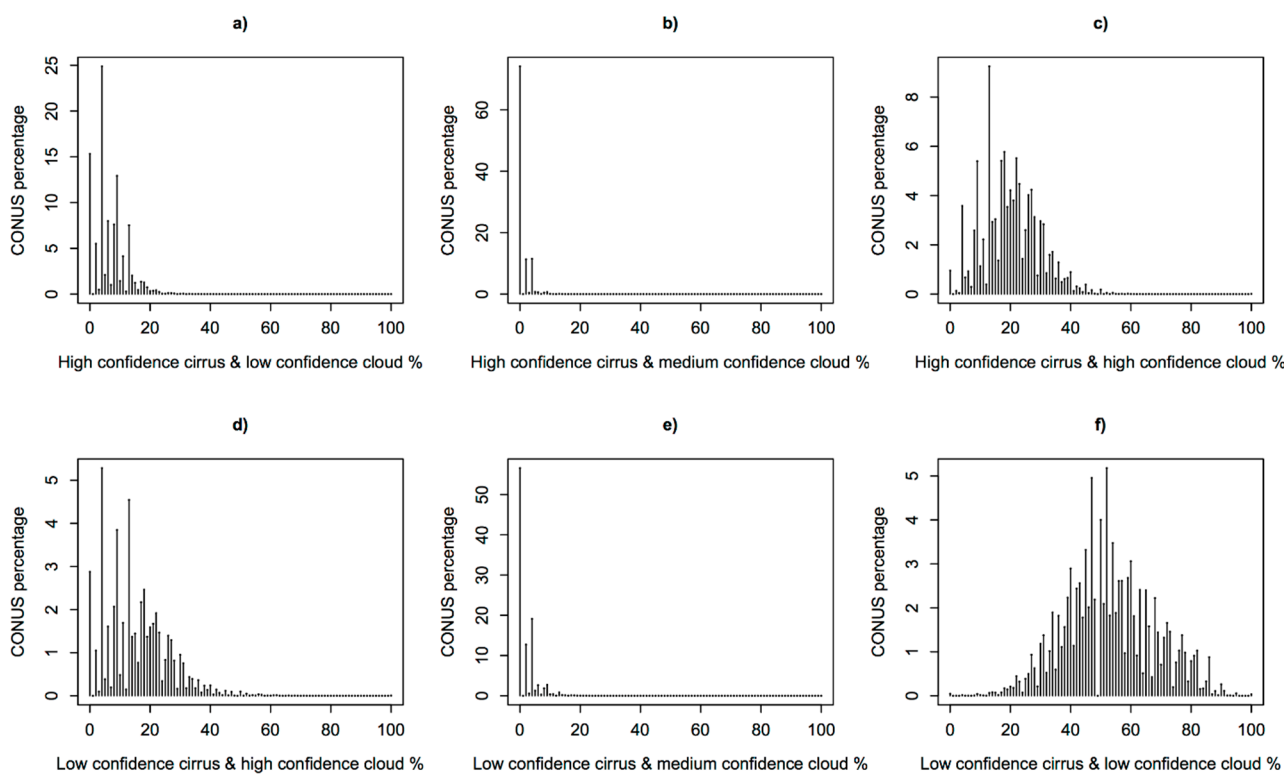 a)
CONUS percentage
25
20
15
10
5
0
0 20 40 60 80 100
High confidence cirrus & low confidence cloud %
b)
CONUS percentage
60
40
20
0
0 20 40 60 80 100
High confidence cirrus & medium confidence cloud %
c)
CONUS percentage
8
6
4
2
0
0 20 40 60 80 100
High confidence cirrus & high confidence cloud %
d)
CONUS percentage
5
4
3
2
1
0
0 20 40 60 80 100
Low confidence cirrus & high confidence cloud %
e)
CONUS percentage
50
40
30
20
10
0
0 20 40 60 80 100
Low confidence cirrus & medium confidence cloud %
f)
CONUS percentage
5
4
3
2
1
0
0 20 40 60 80 100
Low confidence cirrus & low confidence cloud %